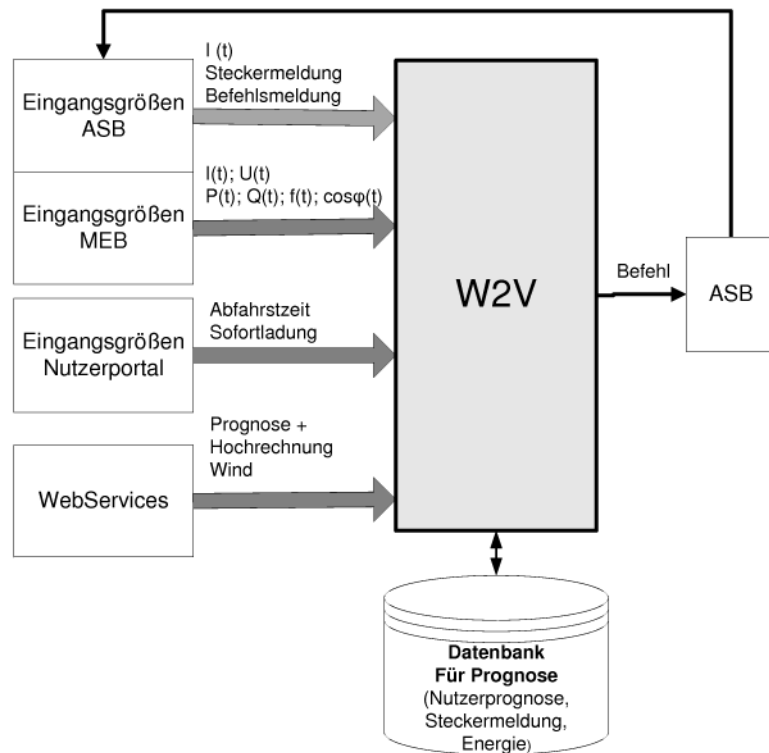 I (t)
Steckermeldung
Befehlsmeldung
Eingangsgrößen
ASB
I(t); U(t)
P(t); Q(t); f(t); cosφ(t)
Eingangsgrößen
MEB
W2V
Befehl
ASB
Abfahrstzeit
Sofortladung
Eingangsgrößen
Nutzerportal
Prognose +
Hochrechnung
Wind
WebServices
Datenbank
Für Prognose
(Nutzerprognose,
Steckermeldung,
Energie)